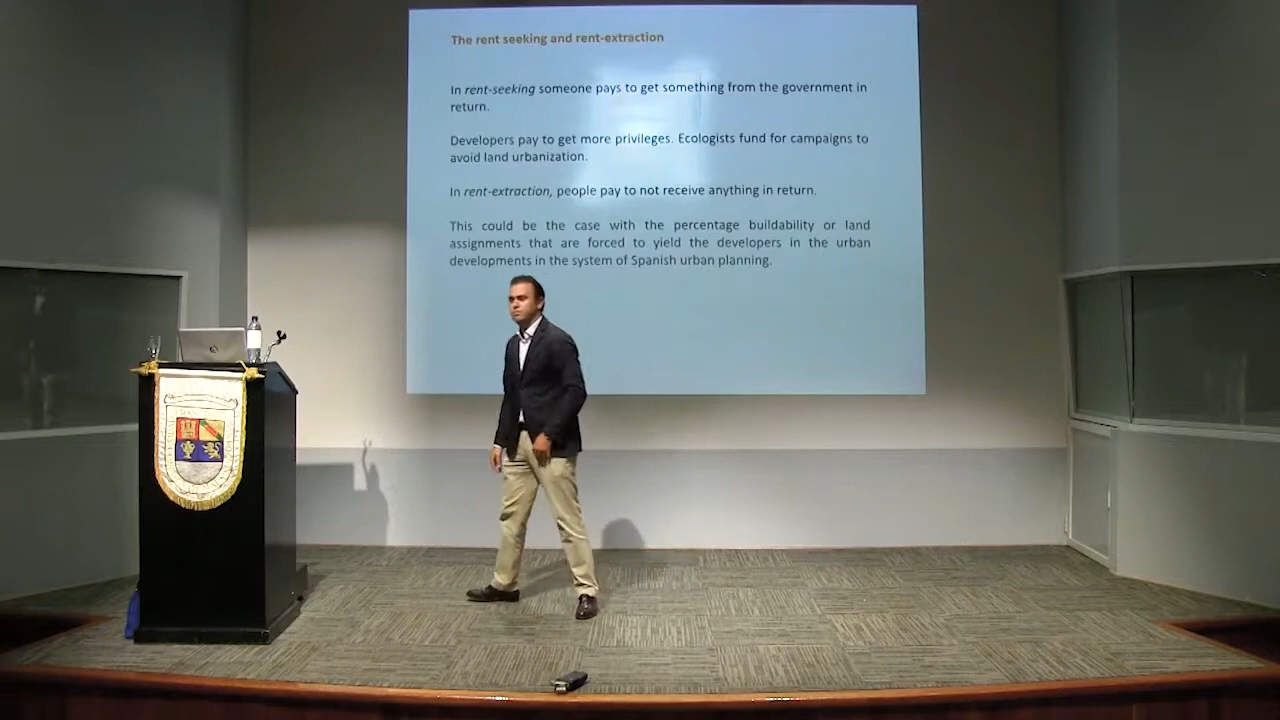 The rent seeking and rent-extraction
In rent-seeking someone pays to get something from the government in
return.
Developers pay to get more privileges. Ecologists fund for campaigns to
avoid land urbanization.
In rent-extraction, people pay to not receive anything in return.
This could be the case with the percentage buildability or land
assignments that are forced to yield the developers in the urban
developments in the system of Spanish urban planning.